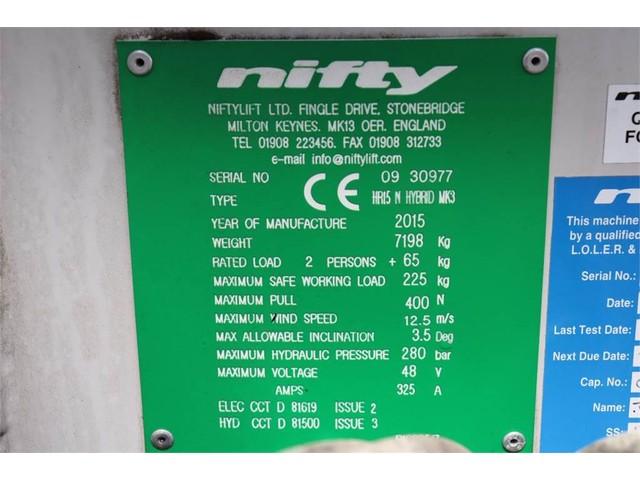 nifty
NIFTYLIFT LTD. FINGLE DRIVE, STONEBRIDGE
MILTON KEYNES. MK13 OER. ENGLAND
TEL 01908 223456. FAX 01908 312733
e-mail info@niftylift.com
SERIAL NO CE 09 30977
TYPE HR15 N HYBRID MK3
YEAR OF MANUFACTURE 2015
WEIGHT 7198 Kg
RATED LOAD 2 PERSONS + 65 kg
MAXIMUM SAFE WORKING LOAD 225 kg
MAXIMUM PULL 400 N
MAXIMUM WIND SPEED 12.5 m/s
MAX ALLOWABLE INCLINATION 3.5 Deg
MAXIMUM HYDRAULIC PRESSURE 280 bar
MAXIMUM VOLTAGE 48 V
AMPS 325 A
ELEC CCT D 81619 ISSUE 2
HYD CCT D 81500 ISSUE 3
This machine
by a qualified
L.O.L.E.R. &
Serial No.:
Date:
Last Test Date:
Next Due Date
Cap. No.:
Name:
SS: